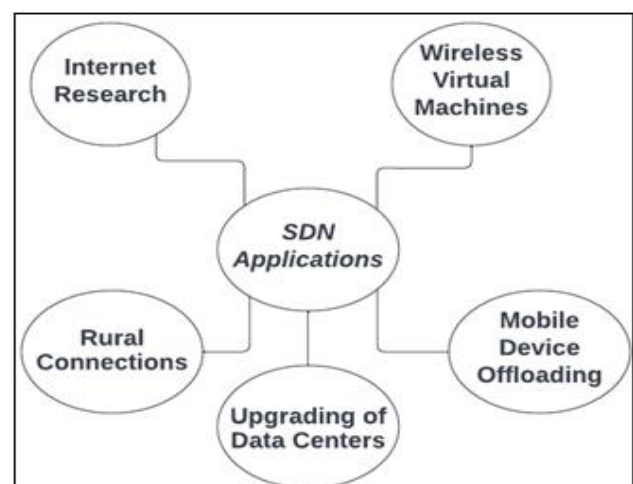 Internet
Research
Wireless
Virtual
Machines
SDN
Applications
Rural
Connections
Mobile
Device
Offloading
Upgrading of
Data Centers